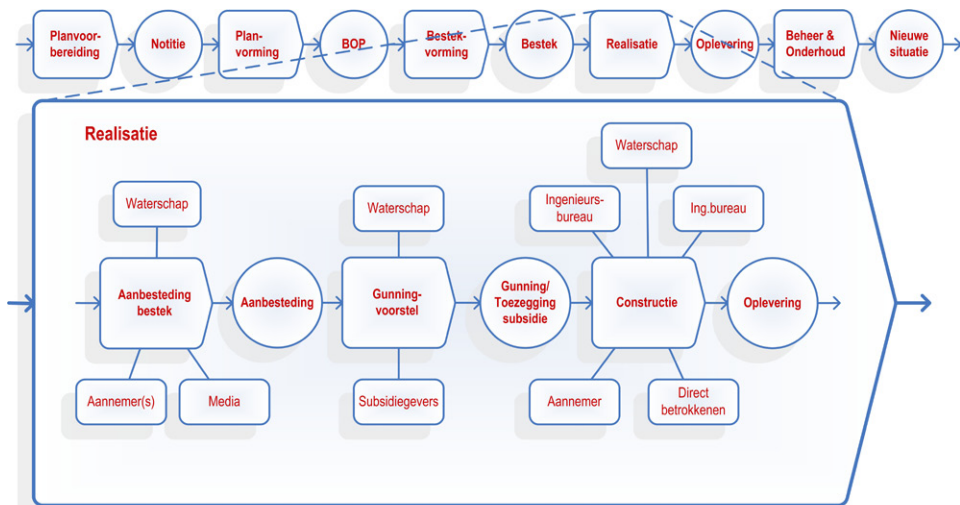 Planvoor-
bereiding
Notitie
Plan-
vorming
BOP
Bestek-
vorming
Bestek
Realisatie
Oplevering
Beheer &
Onderhoud
Nieuwe
situatie
Realisatie
Waterschap
Waterschap
Waterschap
Ingenieurs-
bureau
Ing.bureau
Aanbesteding
bestek
Aanbesteding
Gunning-
voorstel
Gunning/
Toezegging
subsidie
Constructie
Oplevering
Aannemer(s)
Media
Subsidiegevers
Aannemer
Direct
betrokkenen